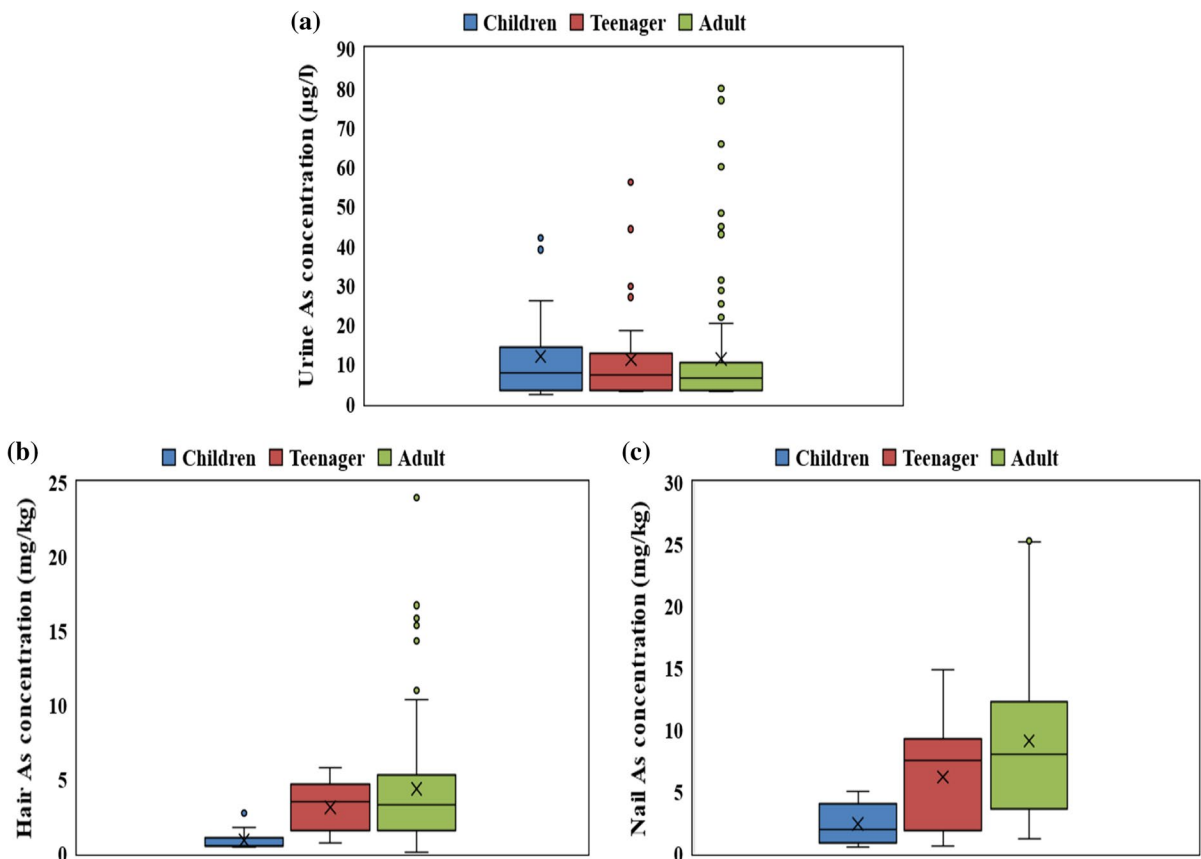 (a)
Children Teenager Adult
Urine As concentration (µg/l)
90
80
70
60
50
40
30
20
10
0
(b)
Children Teenager Adult
Hair As concentration (mg/kg)
25
20
15
10
5
0
(c)
Children Teenager Adult
Nail As concentration (mg/kg)
30
25
20
15
10
5
0